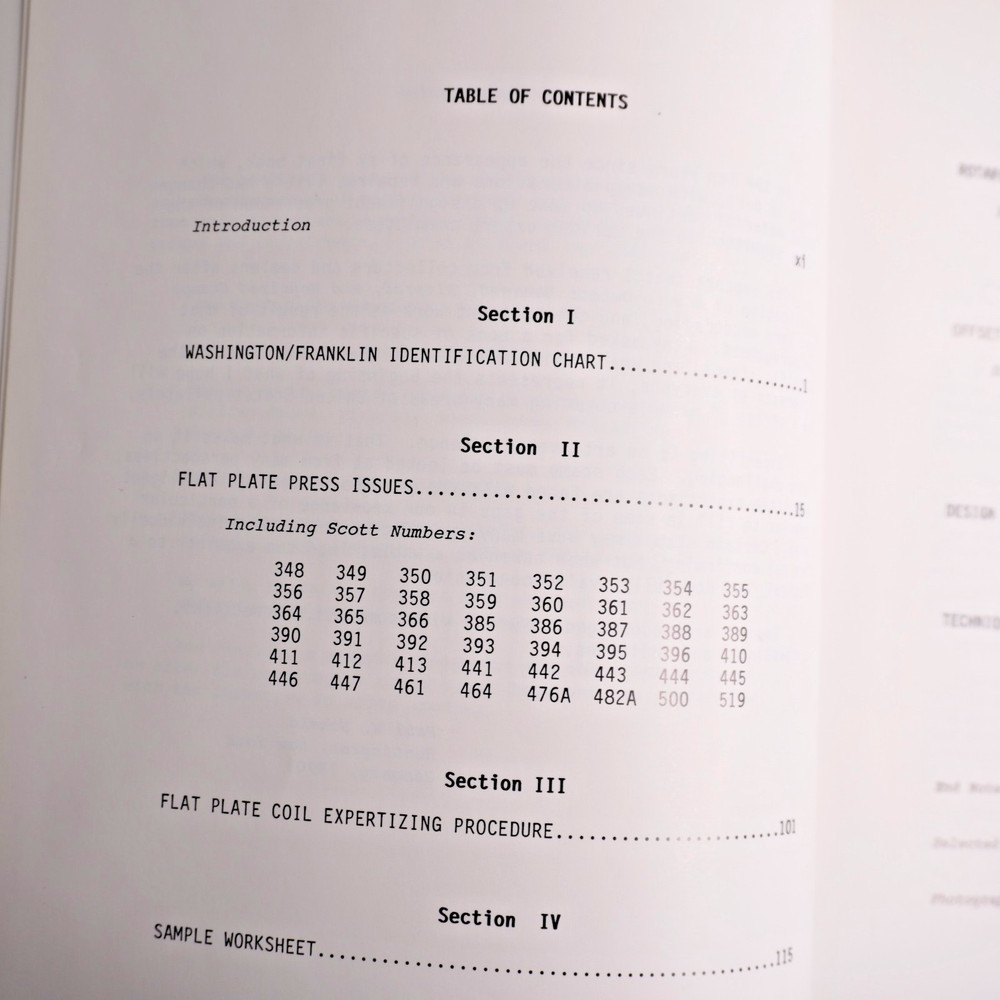 TABLE OF CONTENTS
Introduction
xi
Section I
WASHINGTON/FRANKLIN IDENTIFICATION CHART.......................1
Section II
FLAT PLATE PRESS ISSUES.......................................15
Including Scott Numbers:
348 349 350 351 352 353 354 355
356 357 358 359 360 361 362 363
364 365 366 385 386 387 388 389
390 391 392 393 394 395 396 410
411 412 413 441 442 443 444 445
446 447 461 464 476A 482A 500 519
Section III
FLAT PLATE COIL EXPERTIZING PROCEDURE.......................101
Section IV
SAMPLE WORKSHEET.............................................115
DESIGN